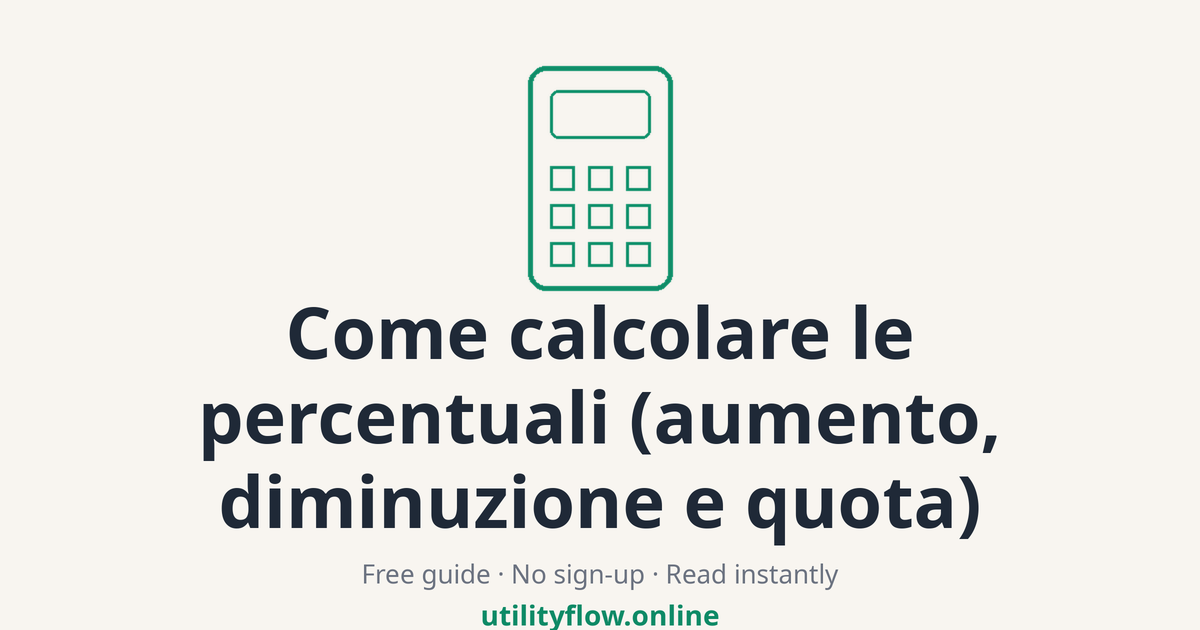 Come calcolare le
percentuali (aumento,
diminuzione e quota)
Free guide · No sign-up · Read instantly
utilityflow.online